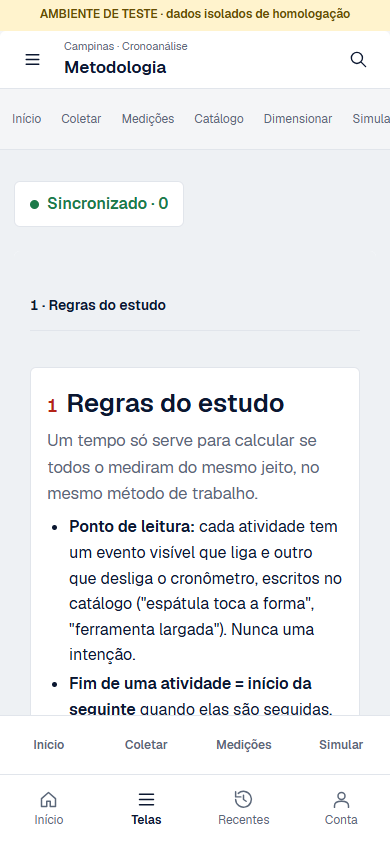 AMBIENTE DE TESTE · dados isolados de homologação
Campinas · Cronoanálise
Metodologia
Início Coletar Medições Catálogo Dimensionar Simula
Sincronizado · 0
1 · Regras do estudo
1 Regras do estudo
Um tempo só serve para calcular se
todos o mediram do mesmo jeito, no
mesmo método de trabalho.
• Ponto de leitura: cada atividade tem
um evento visível que liga e outro
que desliga o cronômetro, escritos no
catálogo ("espátula toca a forma",
"ferramenta largada"). Nunca uma
intenção.
• Fim de uma atividade = início da
seguinte quando elas são seguidas.
Início Coletar Medições Simular
Início Telas Recentes Conta